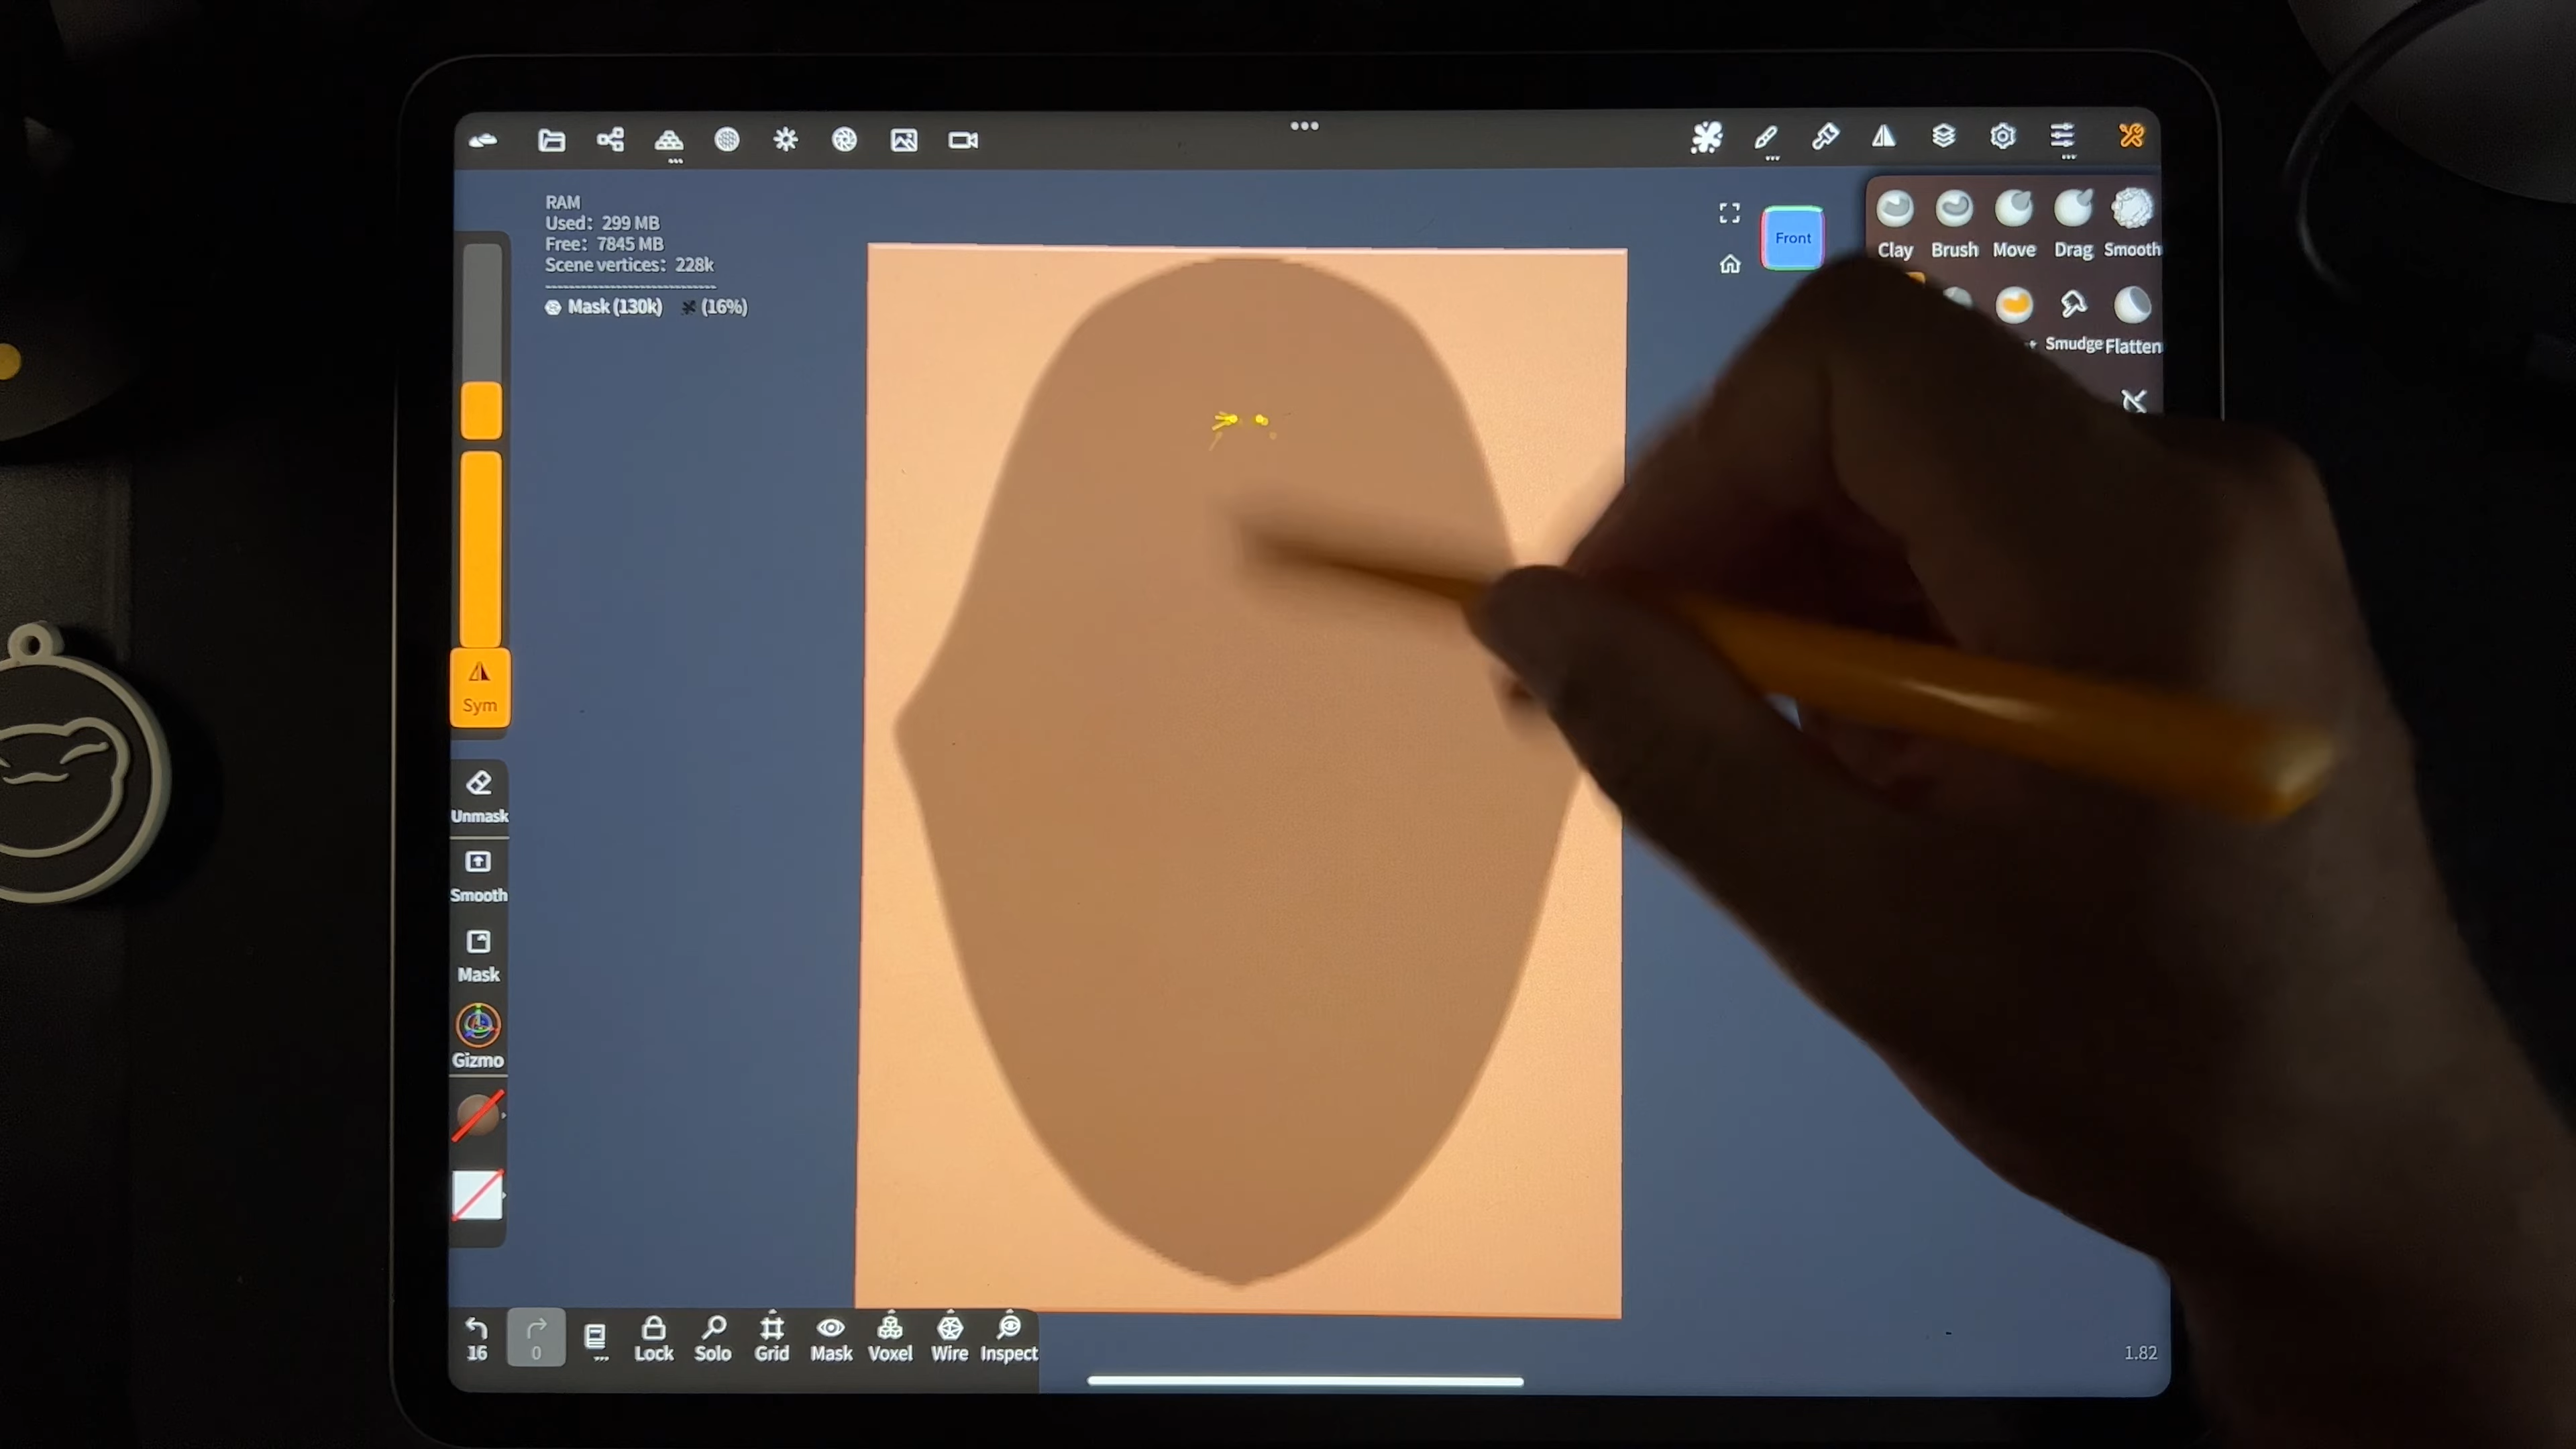 RAM
Used: 299 MB
Free: 7845 MB
Scene vertices: 228k
Mask (130k) (16%)
Front
Clay Brush Move Drag Smooth
Smudge Flatten
Sym
Unmask
Smooth
Mask
Gizmo
16 0 Lock Solo Grid Mask Voxel Wire Inspect
1.82